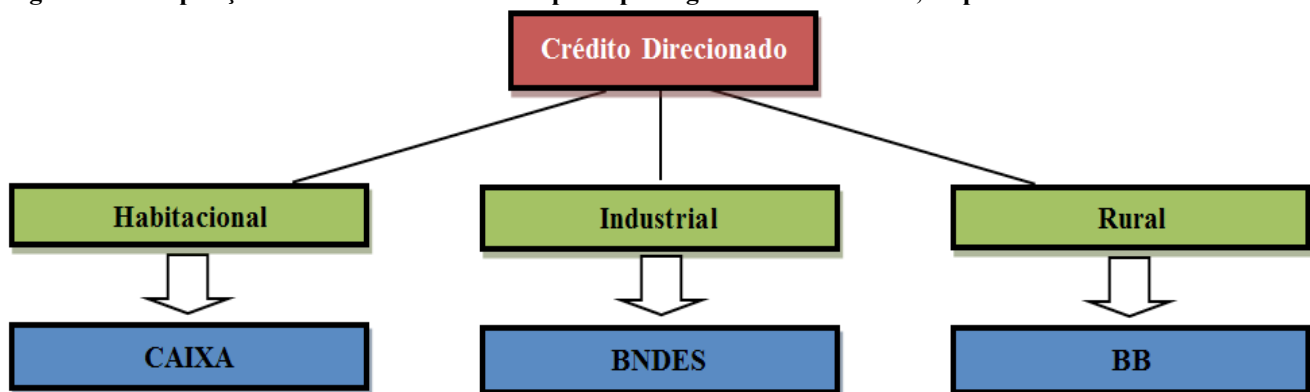 Crédito Direcionado
Habitacional
Industrial
Rural
CAIXA
BNDES
BB